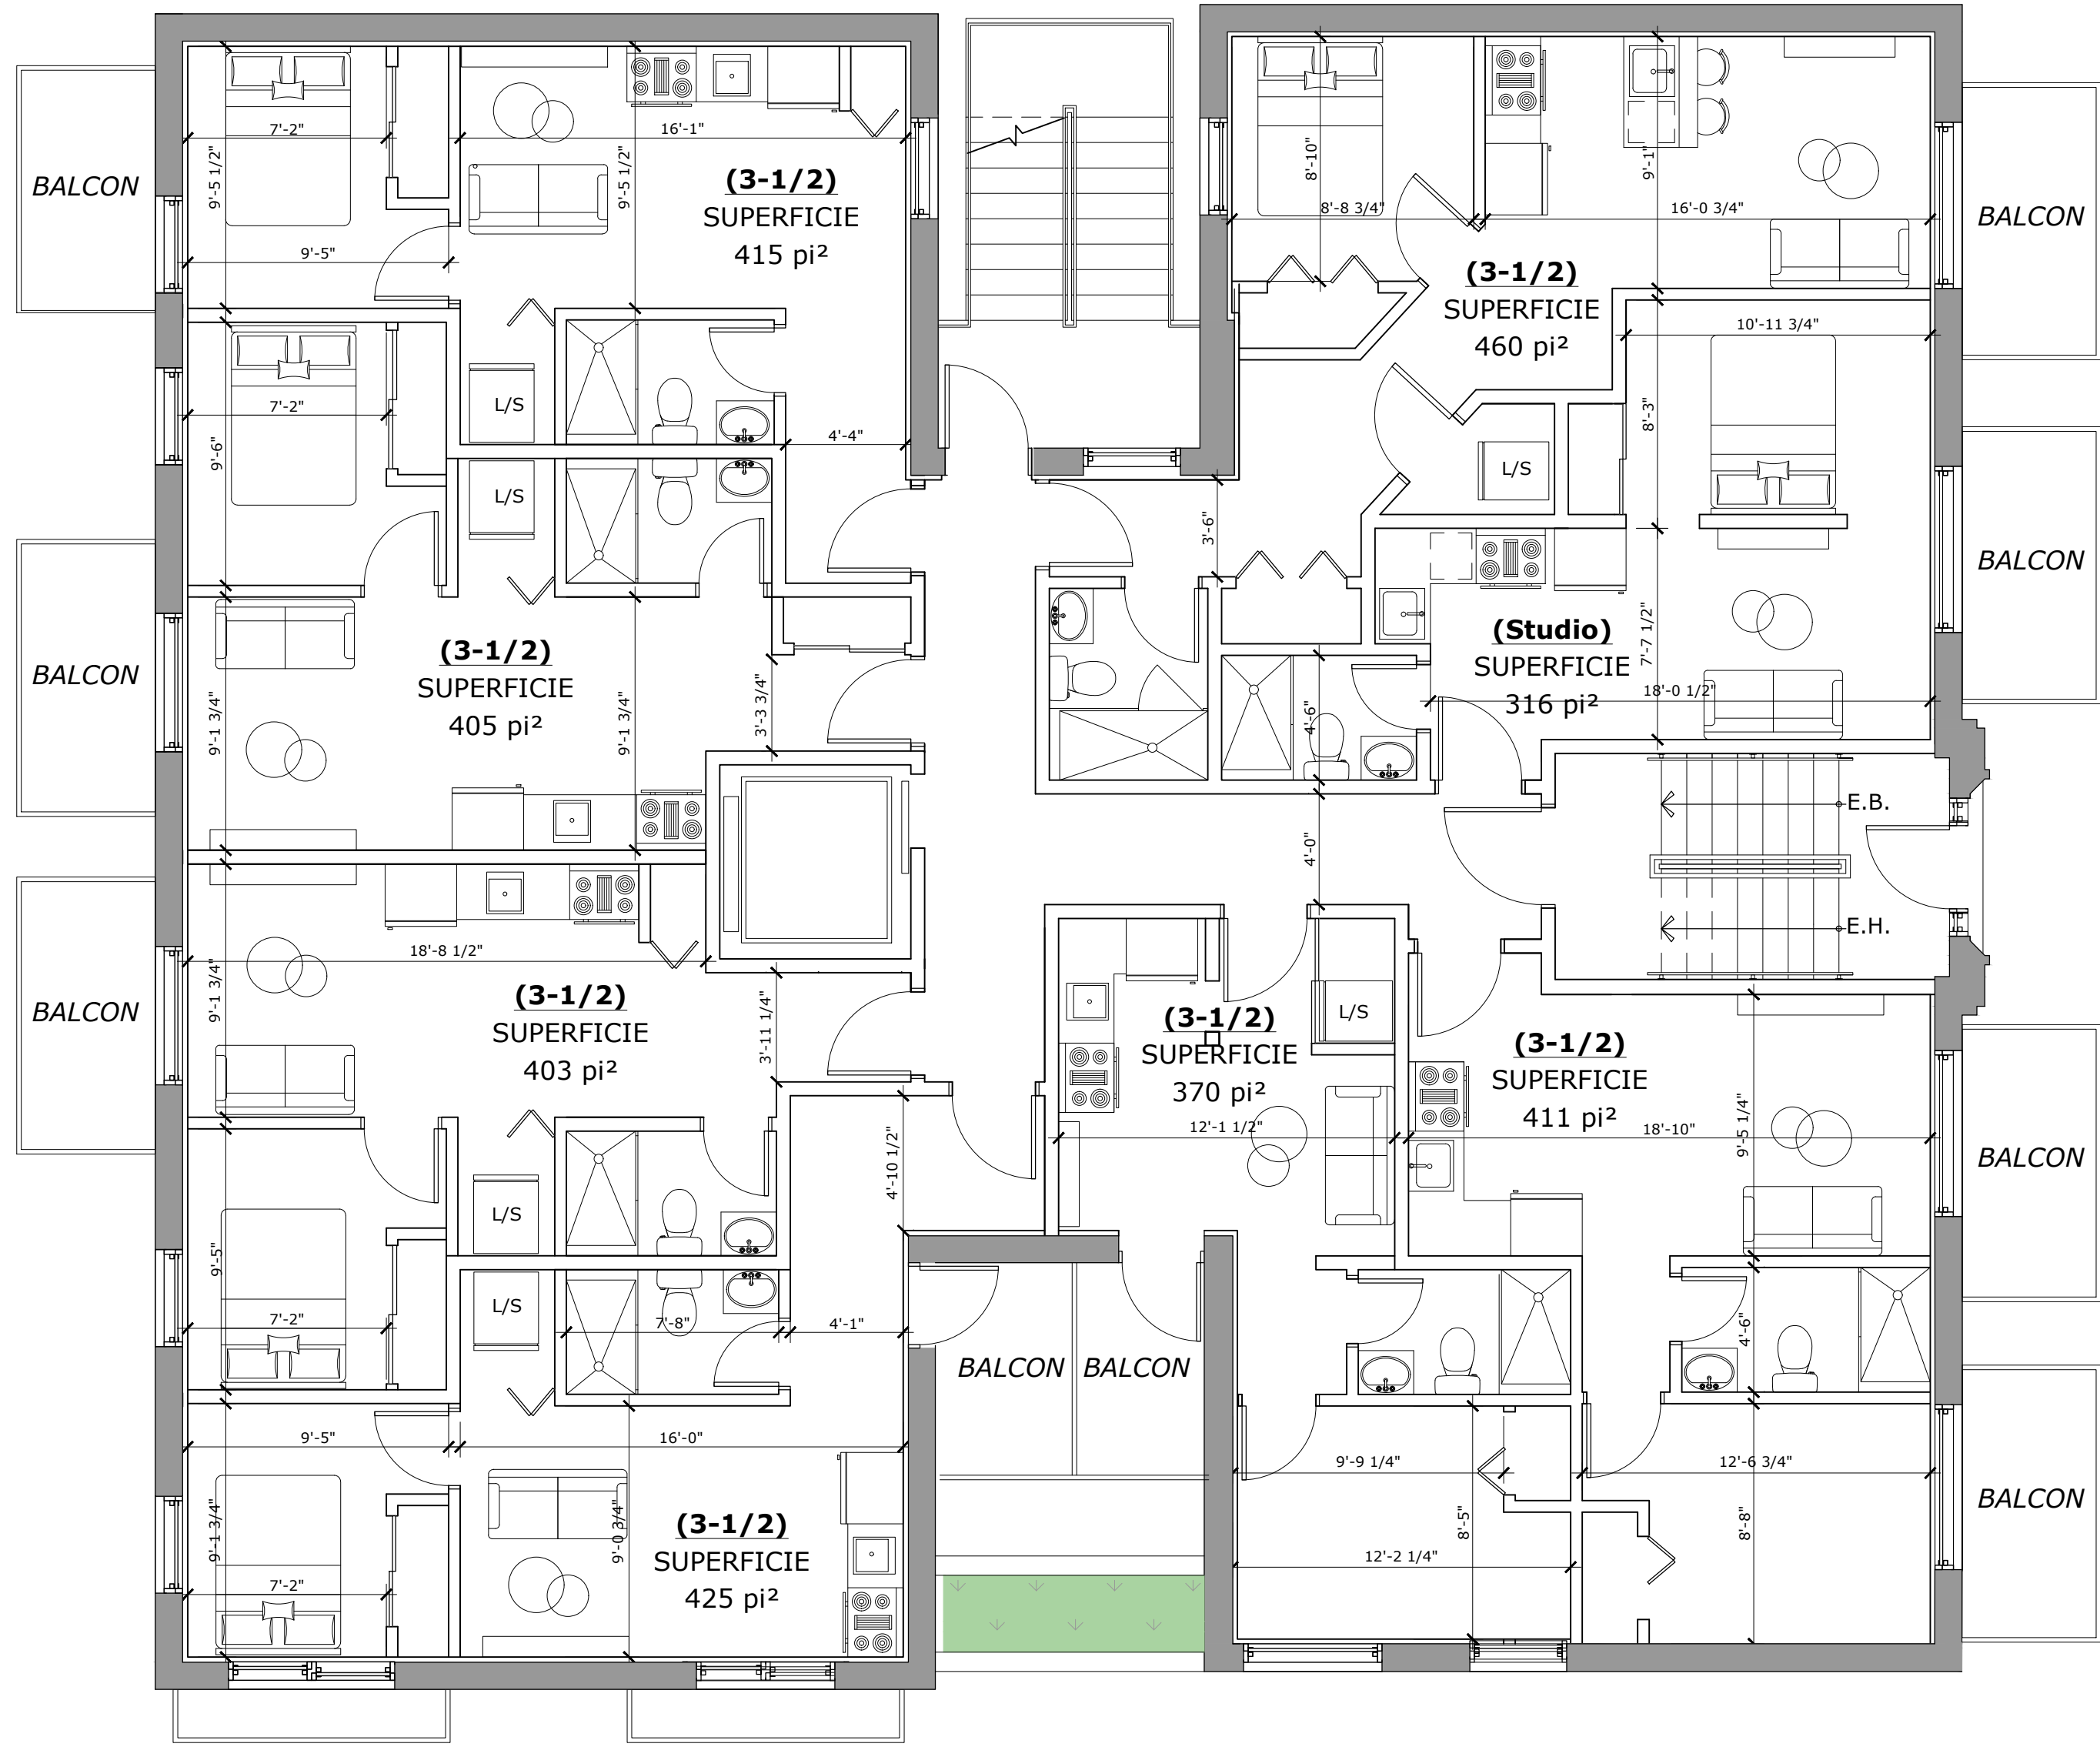 BALCON
7'-2"
9'-5 1/2"
9'-5"
16'-1"
9'-5 1/2"
(3-1/2)
SUPERFICIE
415 pi²
L/S
4'-4"
8'-10"
8'-8 3/4"
9'-1"
16'-0 3/4"
(3-1/2)
SUPERFICIE
460 pi²
BALCON
7'-2"
9'-6"
L/S
BALCON
(3-1/2)
SUPERFICIE
405 pi²
9'-1 3/4"
9'-1 3/4"
3'-3 3/4"
3'-6"
L/S
10'-11 3/4"
8'-3"
BALCON
(Studio)
SUPERFICIE
316 pi²
7'-7 1/2"
18'-0 1/2"
4'-6"
4'-0"
E.B.
E.H.
BALCON
18'-8 1/2"
9'-1 3/4"
(3-1/2)
SUPERFICIE
403 pi²
3'-11 1/4"
L/S
9'-5"
7'-2"
4'-10 1/2"
(3-1/2)
SUPERFICIE
370 pi²
L/S
12'-1 1/2"
(3-1/2)
SUPERFICIE
411 pi²
18'-10"
9'-5 1/4"
BALCON
L/S
7'-8"
4'-1"
BALCON
BALCON
4'-6"
9'-5"
16'-0"
9'-1 3/4"
7'-2"
9'-0 3/4"
(3-1/2)
SUPERFICIE
425 pi²
9'-9 1/4"
8'-5"
12'-2 1/4"
12'-6 3/4"
8'-8"
BALCON